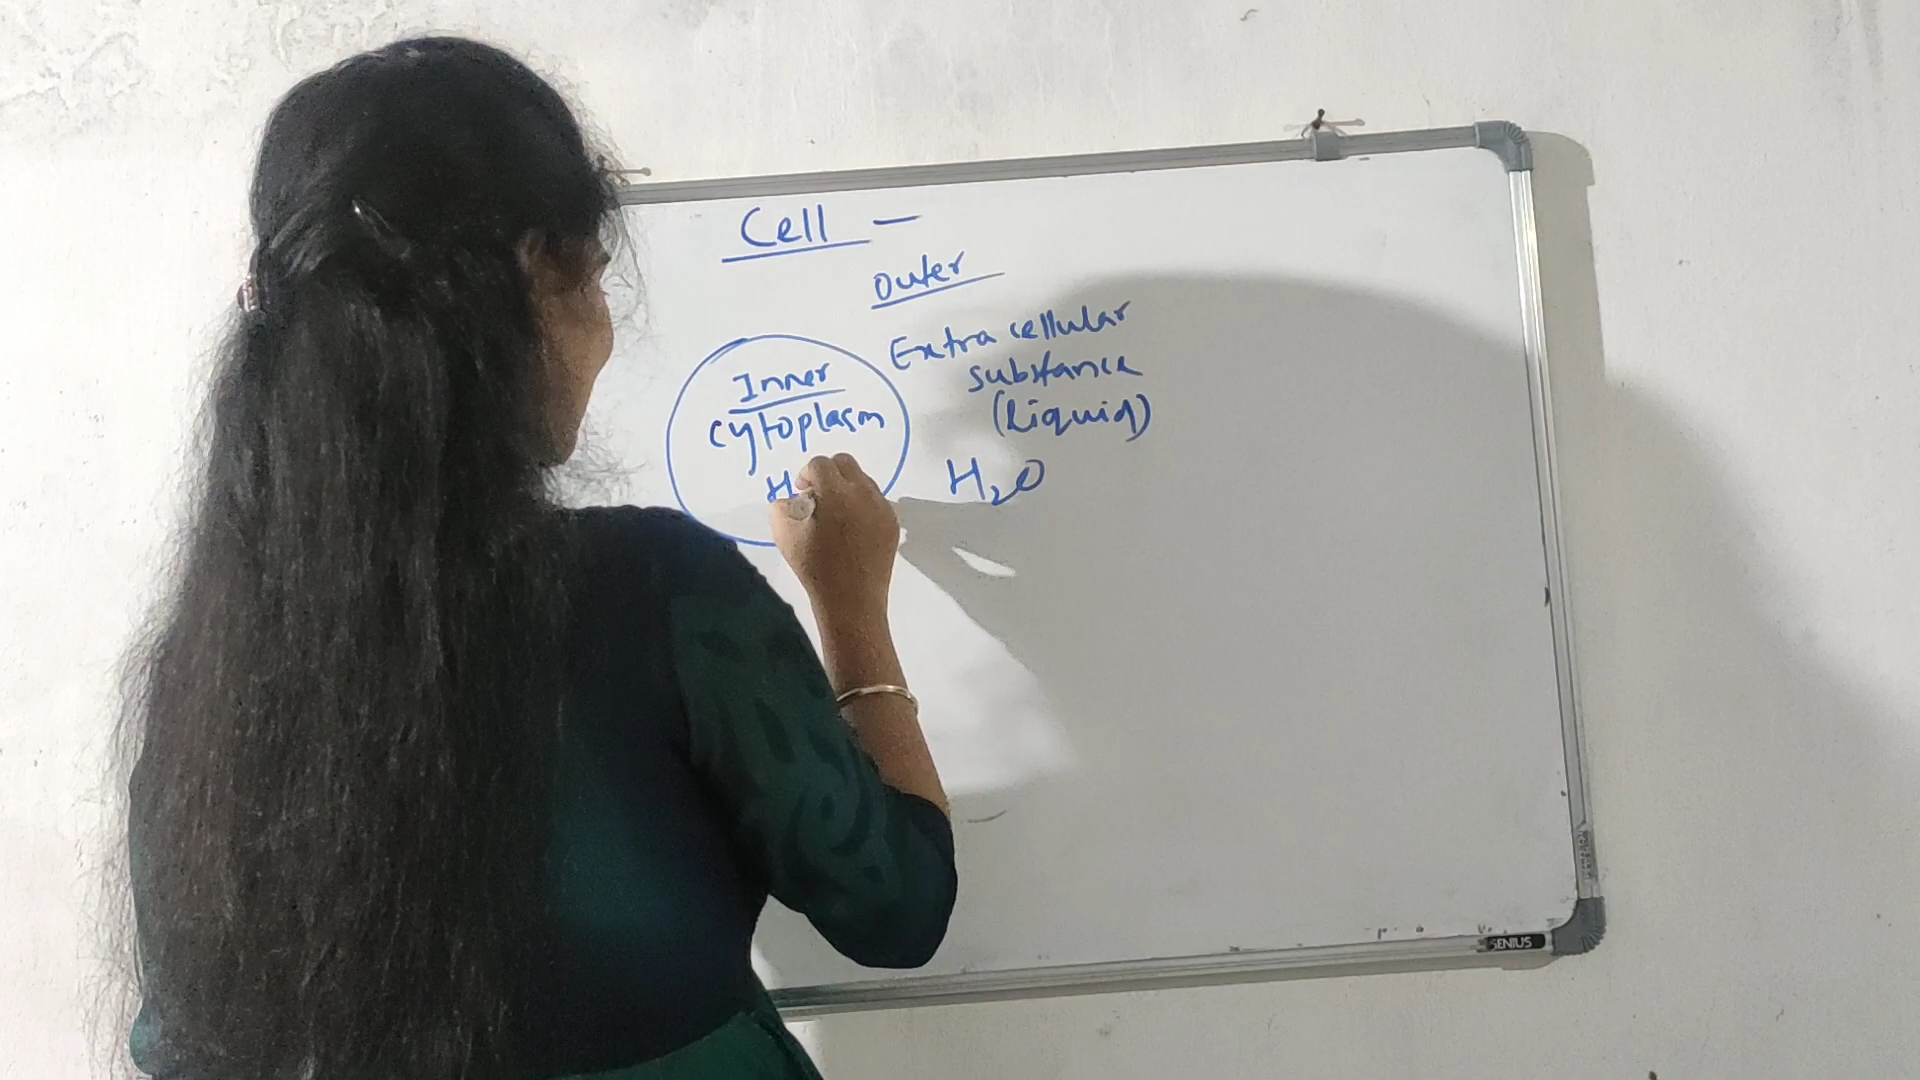 Cell —
outer
Extra cellular
substance
(Liquid)
Inner
cytoplasm
H
H₂O
GENIUS